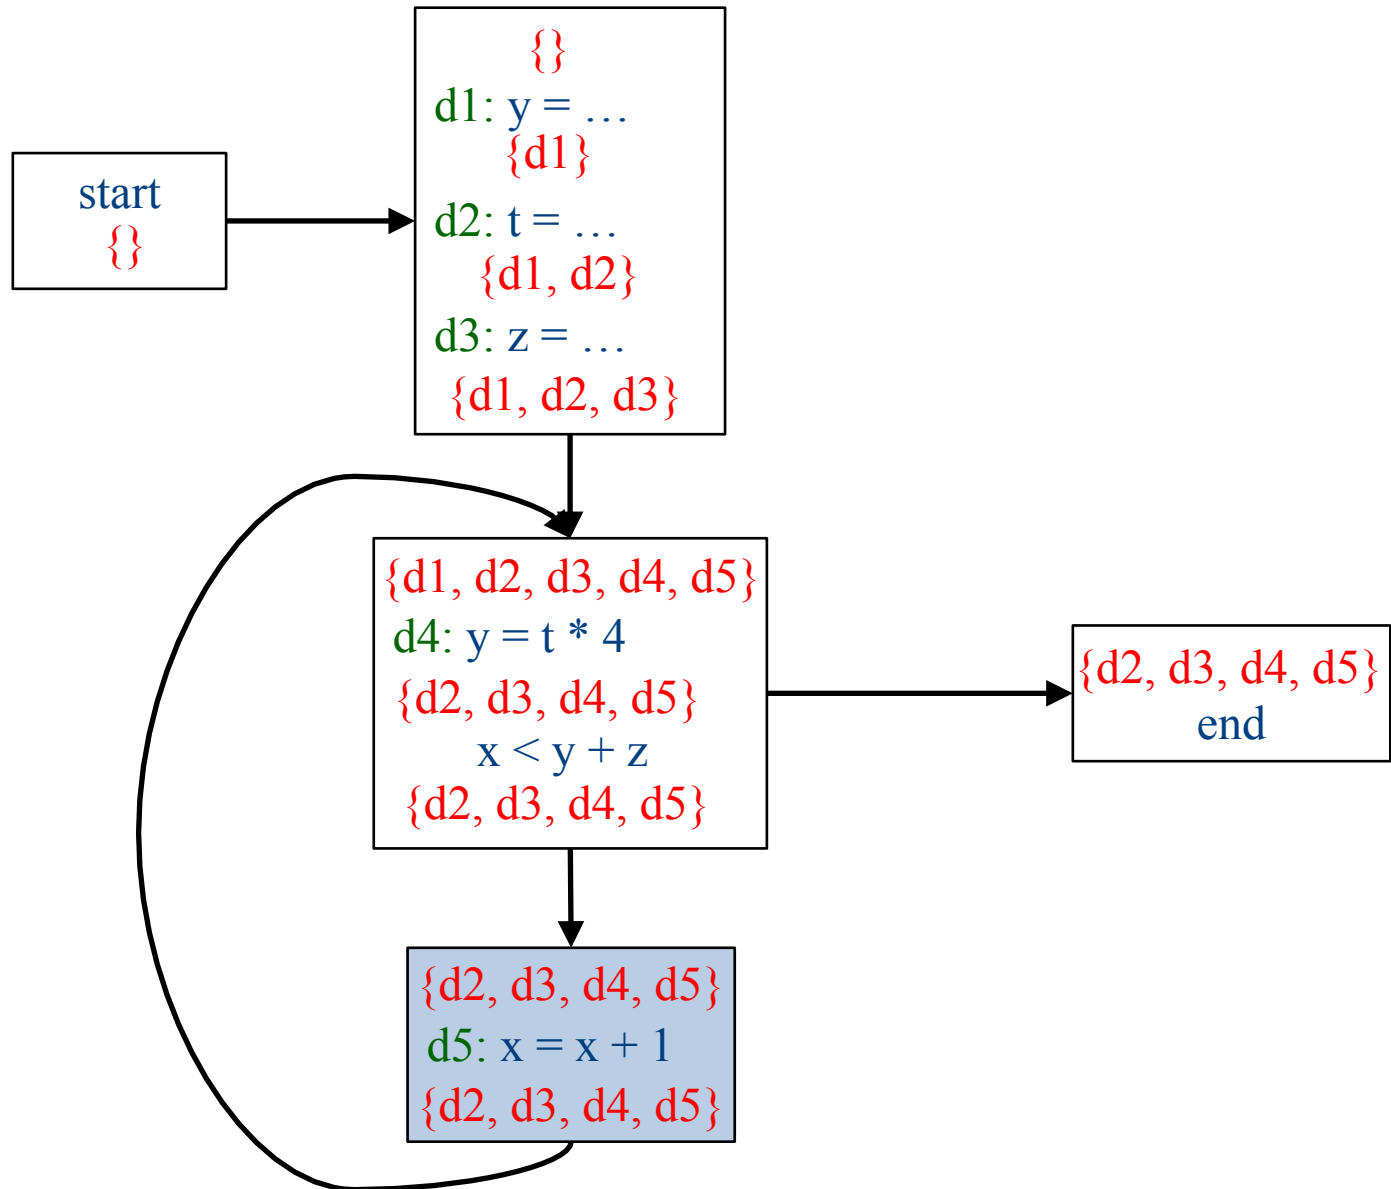 start
{}
{}
d1: y = …
{d1}
d2: t = …
{d1, d2}
d3: z = …
{d1, d2, d3}
{d1, d2, d3, d4, d5}
d4: y = t * 4
{d2, d3, d4, d5}
x < y + z
{d2, d3, d4, d5}
{d2, d3, d4, d5}
end
{d2, d3, d4, d5}
d5: x = x + 1
{d2, d3, d4, d5}